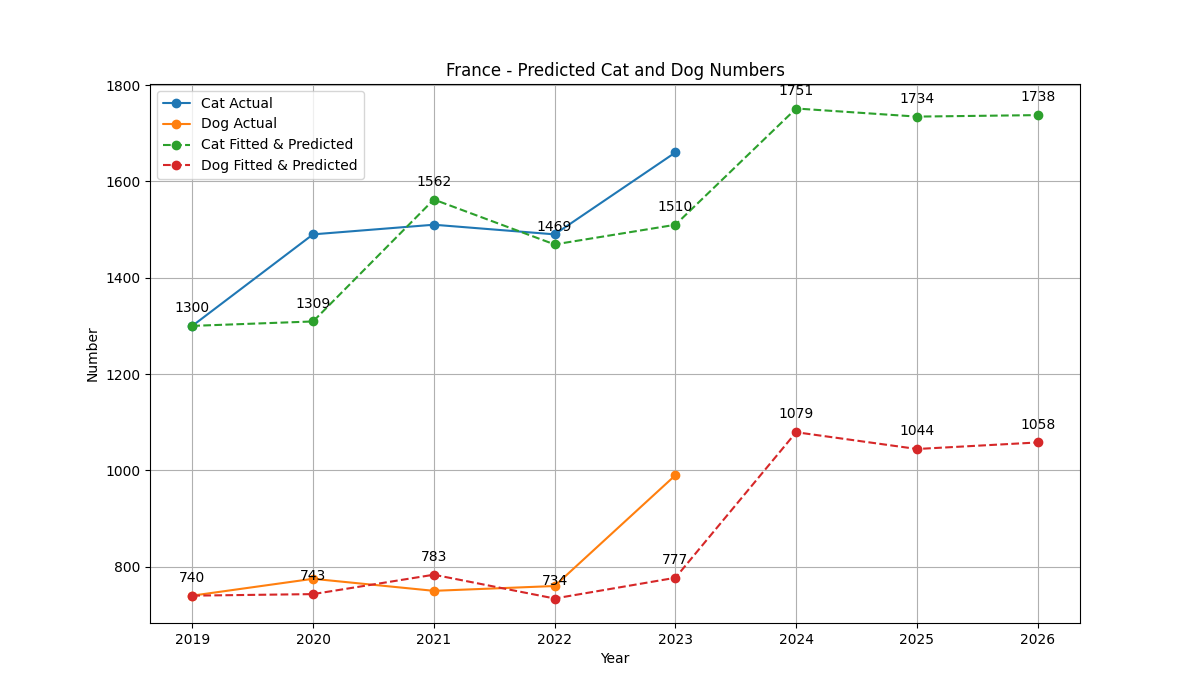 France - Predicted Cat and Dog Numbers
Cat Actual
Dog Actual
Cat Fitted & Predicted
Dog Fitted & Predicted
1800
1600
1400
1200
1000
800
Number
1300
1309
1562
1469
1510
1751
1734
1738
740
743
783
734
777
1079
1044
1058
2019 2020 2021 2022 2023 2024 2025 2026
Year